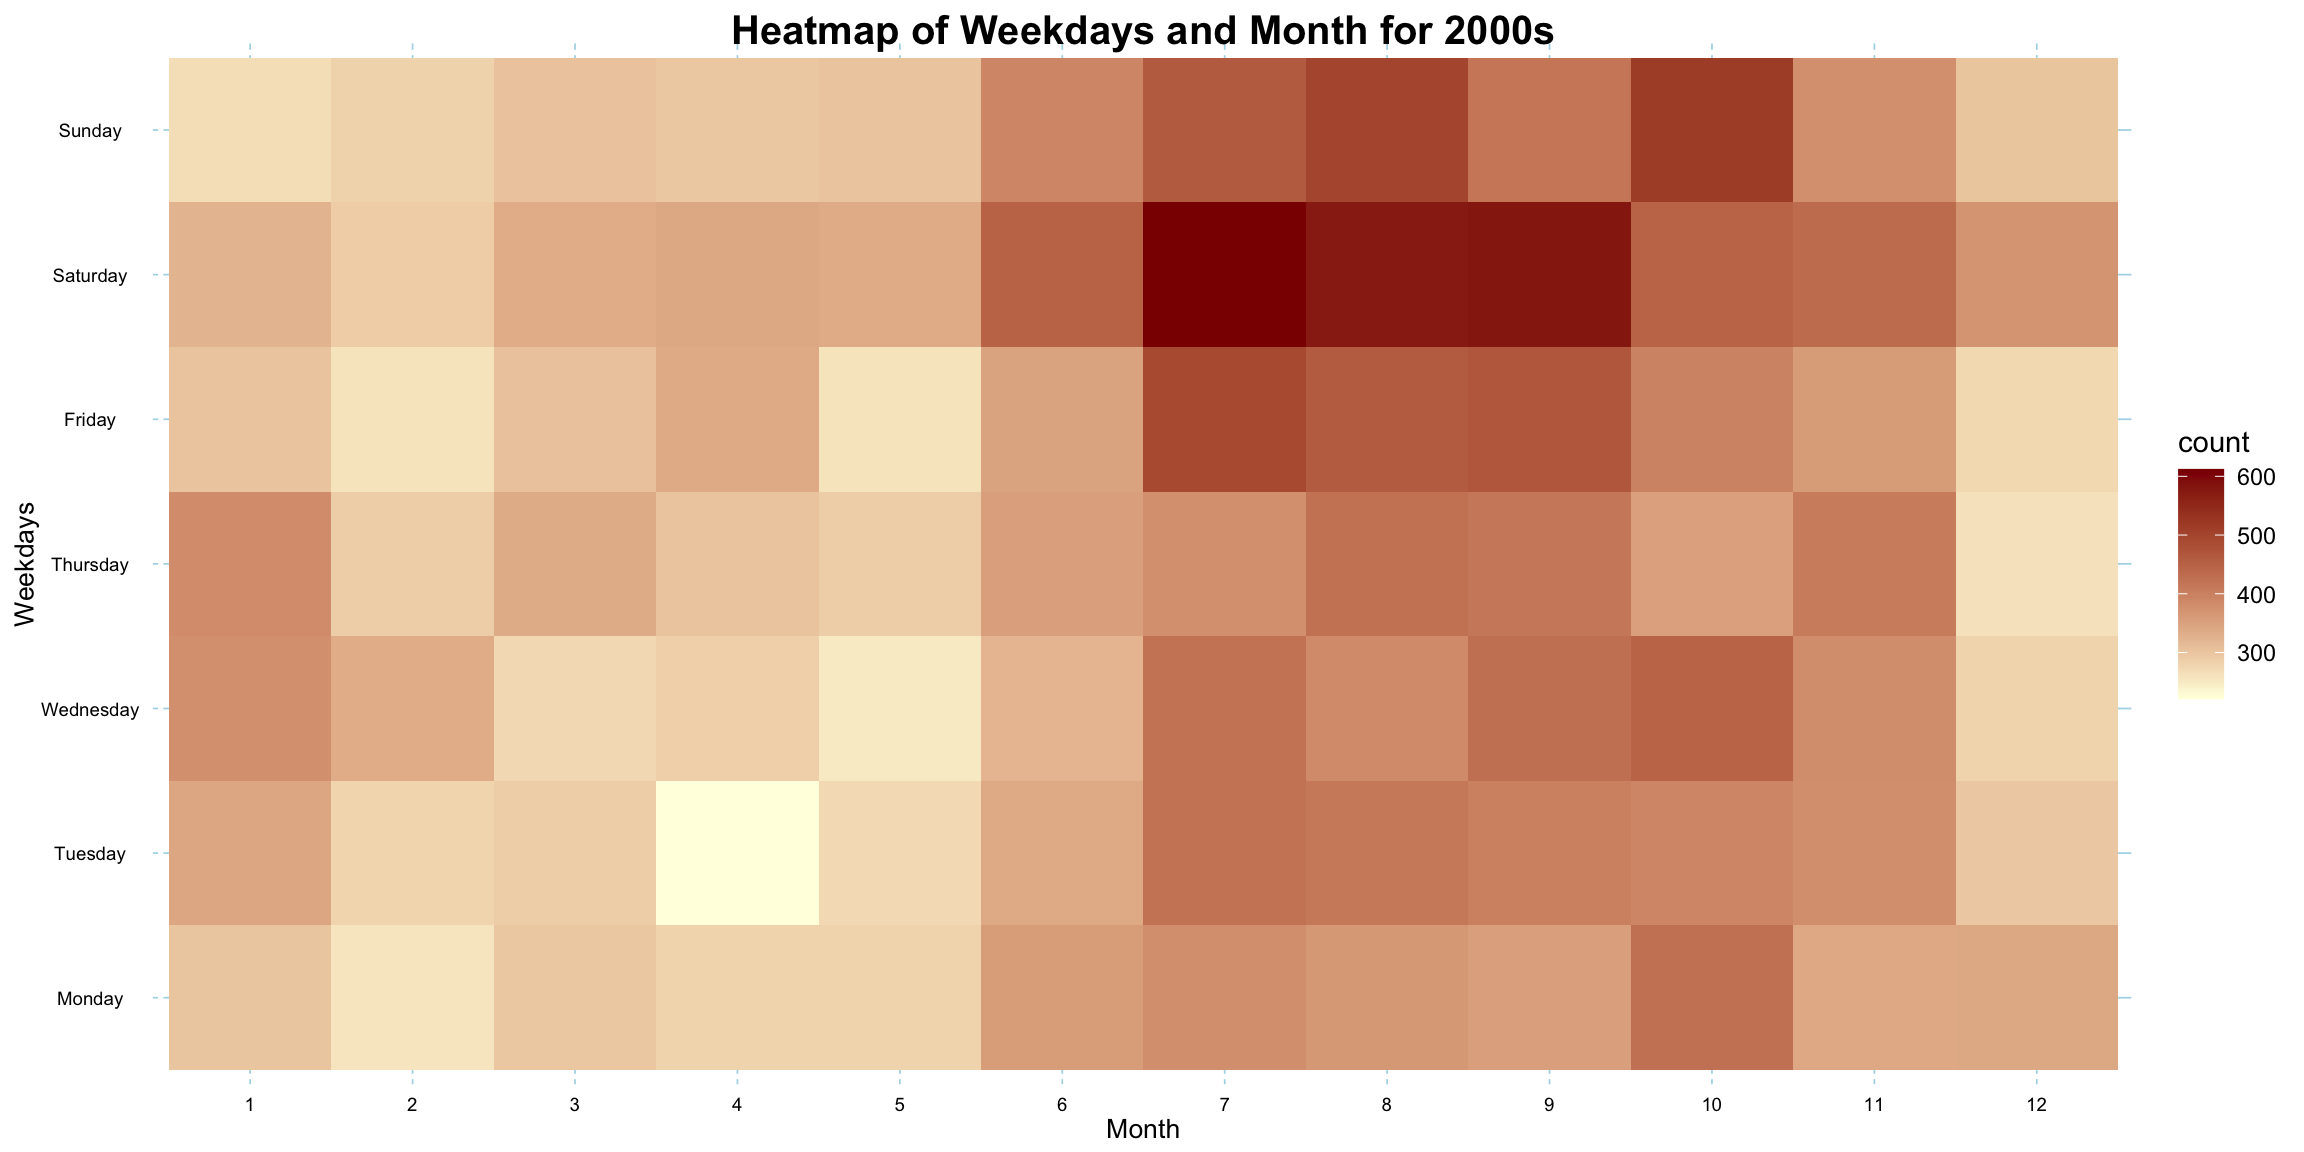 Heatmap of Weekdays and Month for 2000s
Weekdays
Sunday
Saturday
Friday
Thursday
Wednesday
Tuesday
Monday
1 2 3 4 5 6 7 8 9 10 11 12
Month
count
600
500
400
300